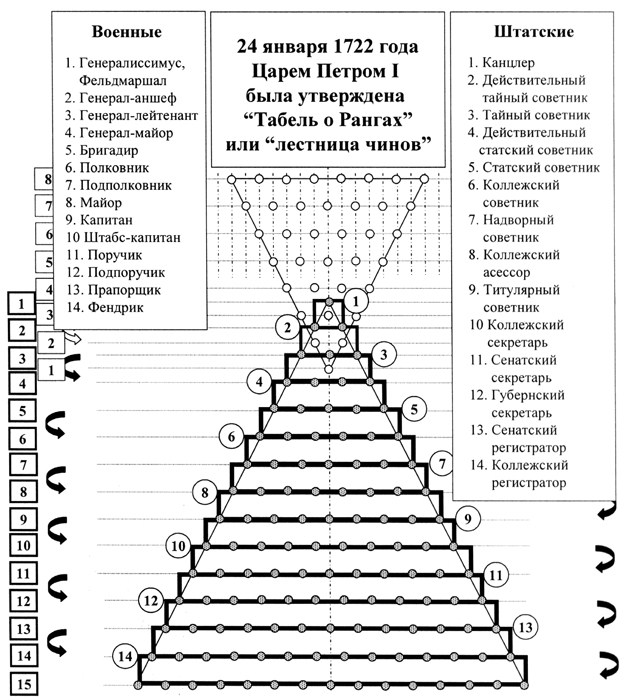 Военные
1. Генералиссимус,
Фельдмаршал
2. Генерал-аншеф
3. Генерал-лейтенант
4. Генерал-майор
5. Бригадир
6. Полковник
7. Подполковник
8. Майор
9. Капитан
10 Штабс-капитан
11. Поручик
12. Подпоручик
13. Прапорщик
14. Фендрик
24 января 1722 года
Царем Петром I
была утверждена
“Табель о Рангах”
или “лестница чинов”
Штатские
1. Канцлер
2. Действительный
тайный советник
3. Тайный советник
4. Действительный
статский советник
5. Статский советник
6. Коллежский
советник
7. Надворный
советник
8. Коллежский
асессор
9. Титулярный
советник
10 Коллежский
секретарь
11. Сенатский
секретарь
12. Губернский
секретарь
13. Сенатский
регистратор
14. Коллежский
регистратор
8
7
6
5
4
3
2
1
1
2
3
4
5
6
7
8
9
10
11
12
13
14
15
1
2
3
4
5
6
7
8
9
10
11
12
13
14